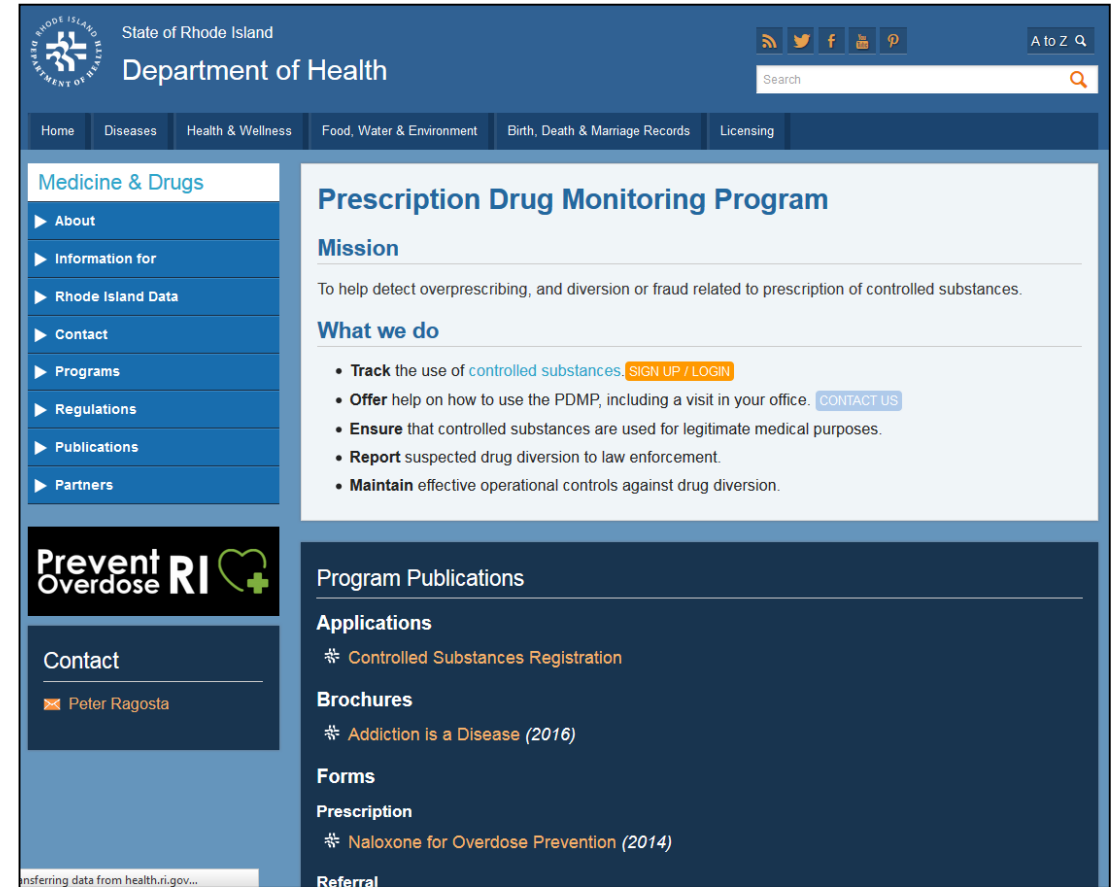 RHODE ISLAND
DEPARTMENT OF HEALTH
State of Rhode Island
Department of Health
A to Z
Search
Home Diseases Health & Wellness Food, Water & Environment Birth, Death & Marriage Records Licensing
Medicine & Drugs
About
Information for
Rhode Island Data
Contact
Programs
Regulations
Publications
Partners
Prevent
Overdose RI
Contact
Peter Ragosta
Prescription Drug Monitoring Program
Mission
To help detect overprescribing, and diversion or fraud related to prescription of controlled substances.
What we do
• Track the use of controlled substances. SIGN UP / LOGIN
• Offer help on how to use the PDMP, including a visit in your office. CONTACT US
• Ensure that controlled substances are used for legitimate medical purposes.
• Report suspected drug diversion to law enforcement.
• Maintain effective operational controls against drug diversion.
Program Publications
Applications
Controlled Substances Registration
Brochures
Addiction is a Disease (2016)
Forms
Prescription
Naloxone for Overdose Prevention (2014)
Referral
nsferring data from health.ri.gov...